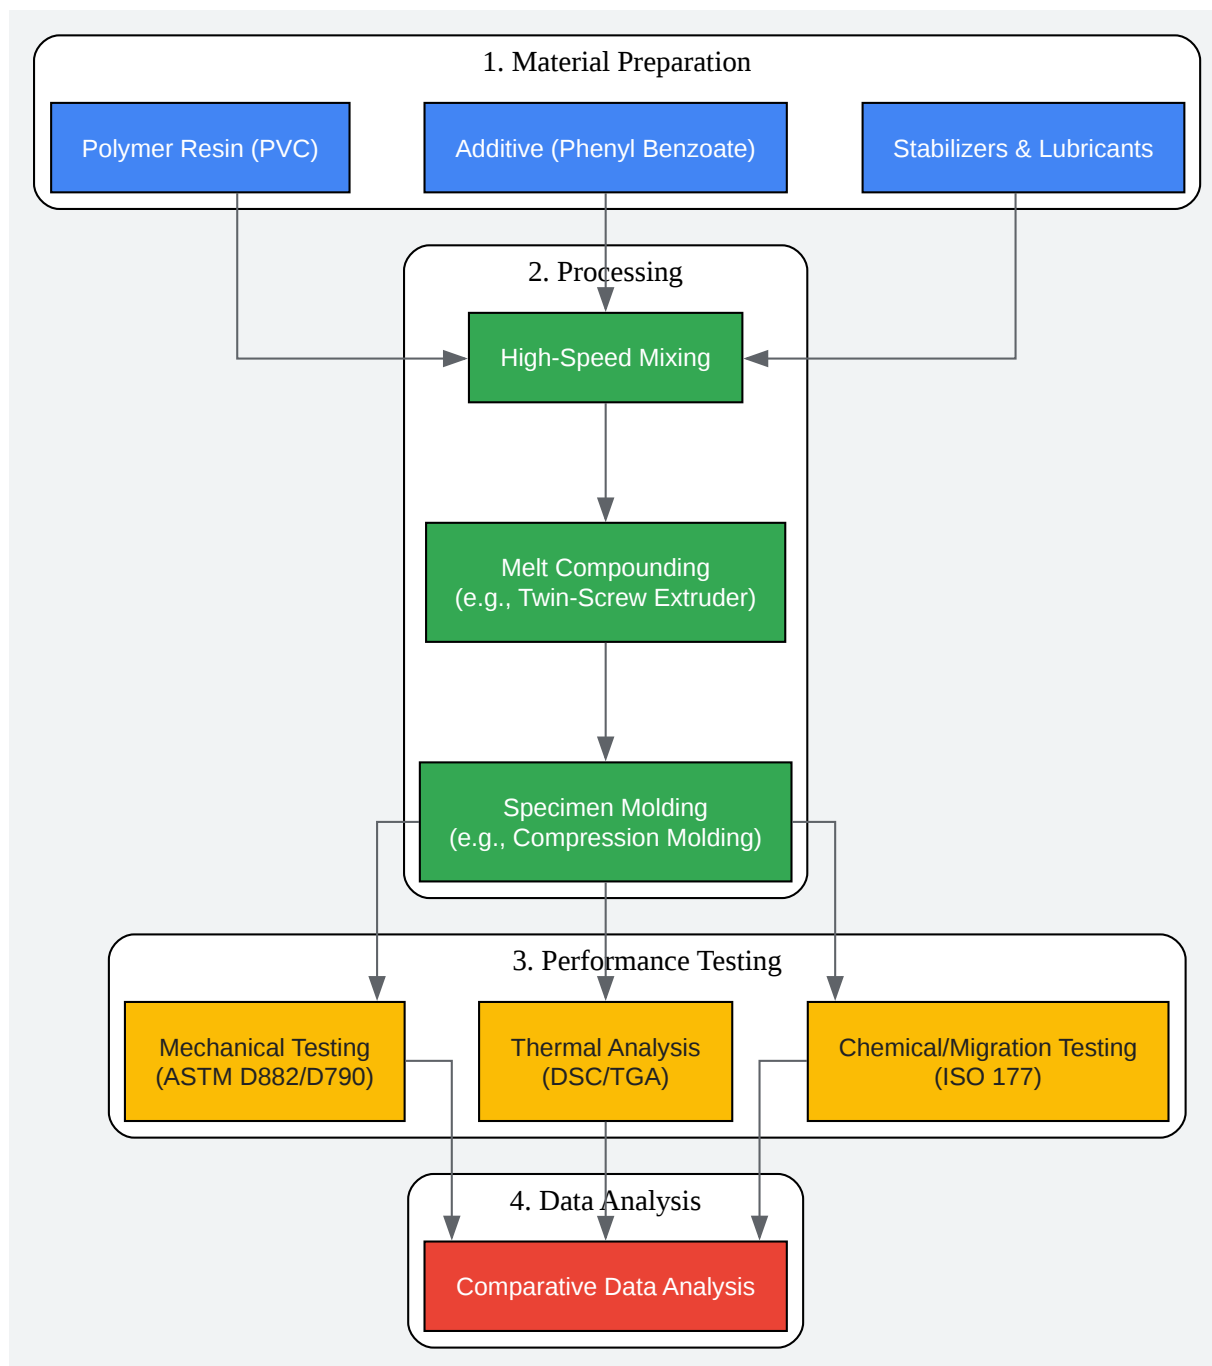 1. Material Preparation
Polymer Resin (PVC)
Additive (Phenyl Benzoate)
Stabilizers & Lubricants
2. Processing
High-Speed Mixing
Melt Compounding
(e.g., Twin-Screw Extruder)
Specimen Molding
(e.g., Compression Molding)
3. Performance Testing
Mechanical Testing
(ASTM D882/D790)
Thermal Analysis
(DSC/TGA)
Chemical/Migration Testing
(ISO 177)
4. Data Analysis
Comparative Data Analysis